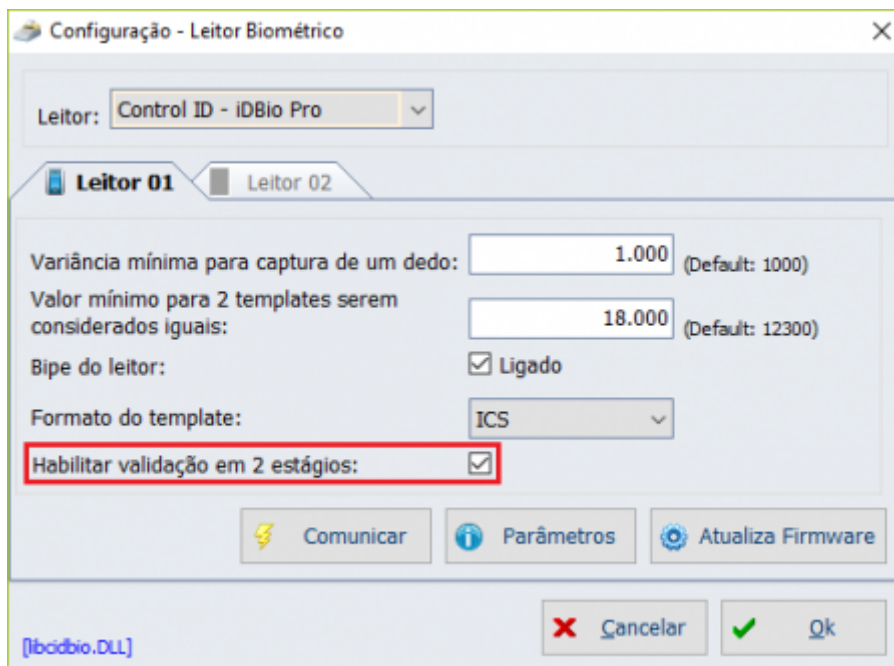 Configuração - Leitor Biométrico
Leitor: Control ID - iDBio Pro
Leitor 01 Leitor 02
Variância mínima para captura de um dedo: 1.000 (Default: 1000)
Valor mínimo para 2 templates serem
considerados iguais: 18.000 (Default: 12300)
Bipe do leitor: Ligado
Formato do template: ICS
Habilitar validação em 2 estágios:
Comunicar Parâmetros Atualiza Firmware
[libcidbio.DLL] Cancelar Ok